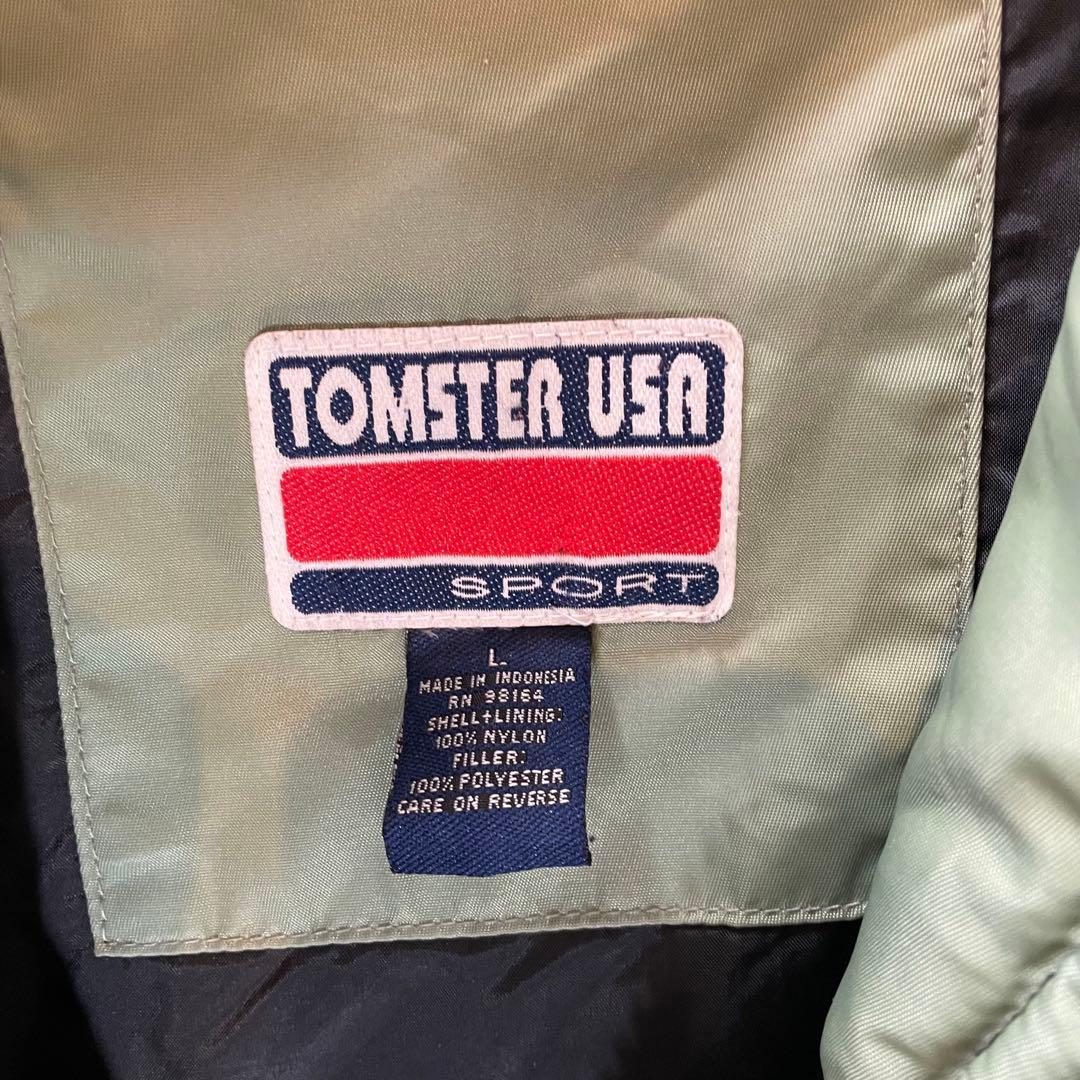 TOMSTER USA
SPORT
L.
MADE IN INDONESIA
RN 98164
SHELL+LINING:
100% NYLON
FILLER:
100% POLYESTER
CARE ON REVERSE